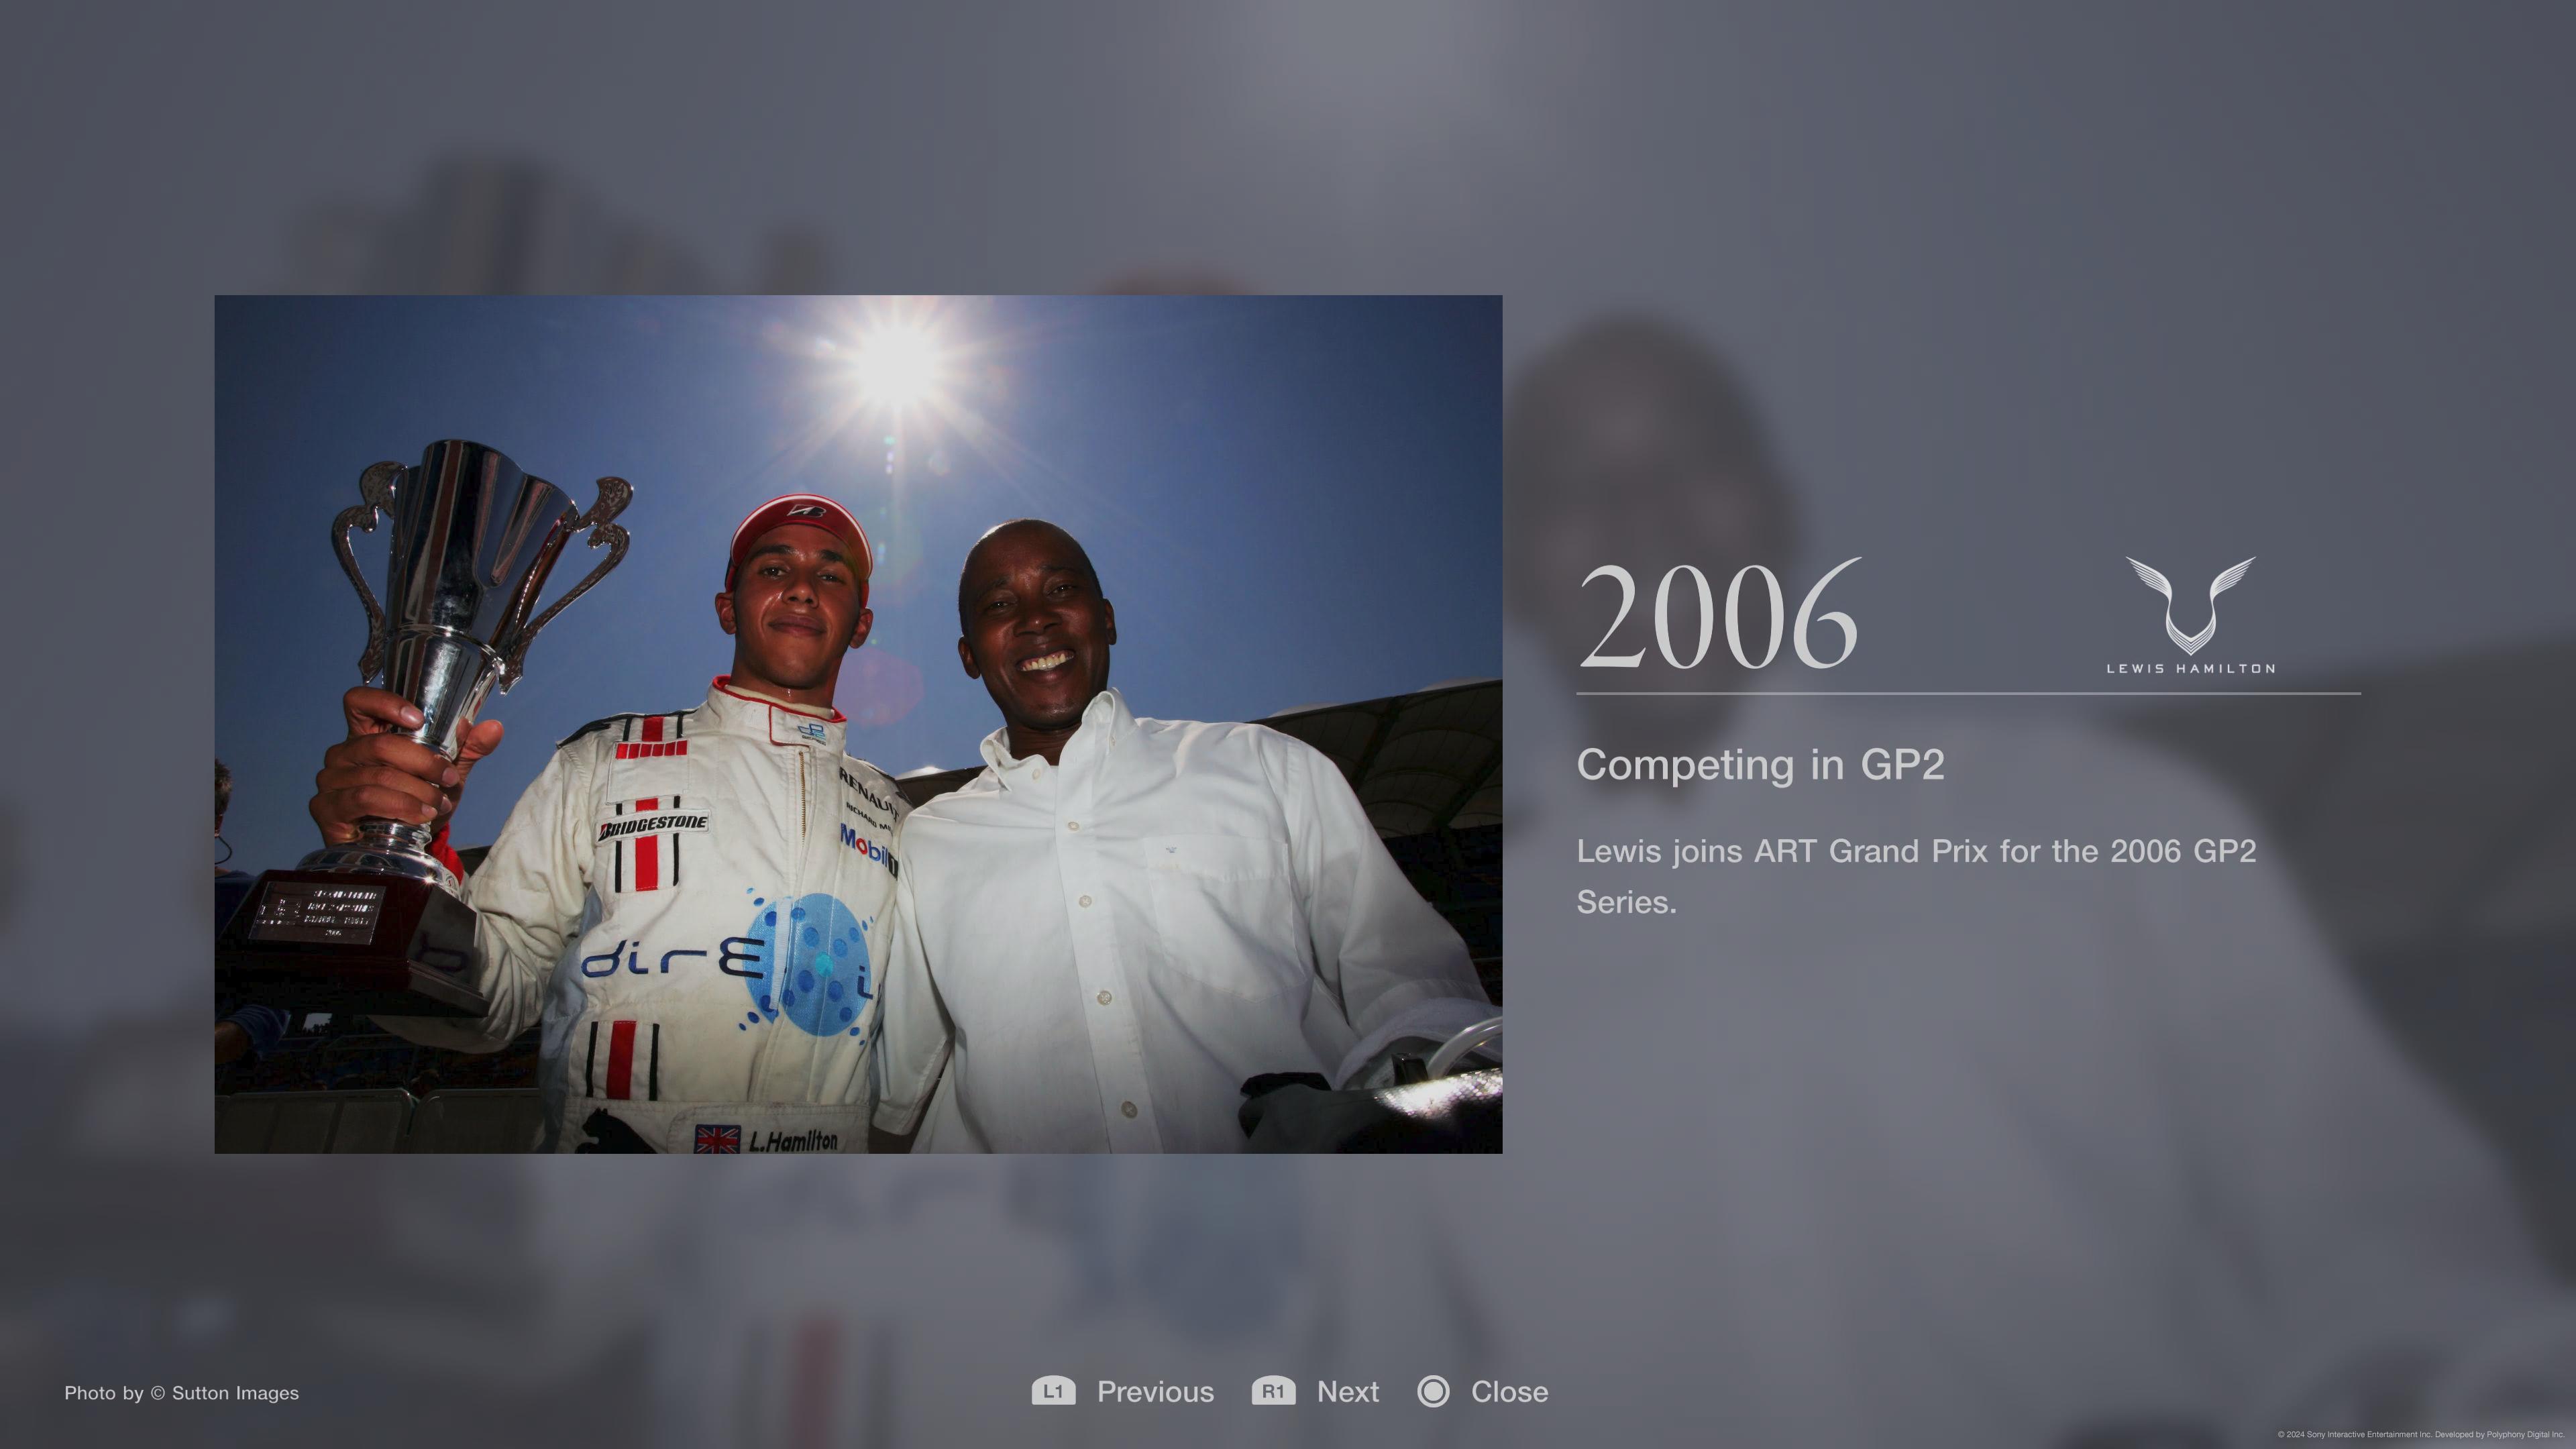 2006
LEWIS HAMILTON
Competing in GP2
Lewis joins ART Grand Prix for the 2006 GP2
Series.
RENAULT
RICHARD
BRIDGESTONE
Mobil
dirE
L.Hamilton
Photo by © Sutton Images
L1 Previous R1 Next Close
© 2024 Sony Interactive Entertainment Inc. Developed by Polyphony Digital Inc.